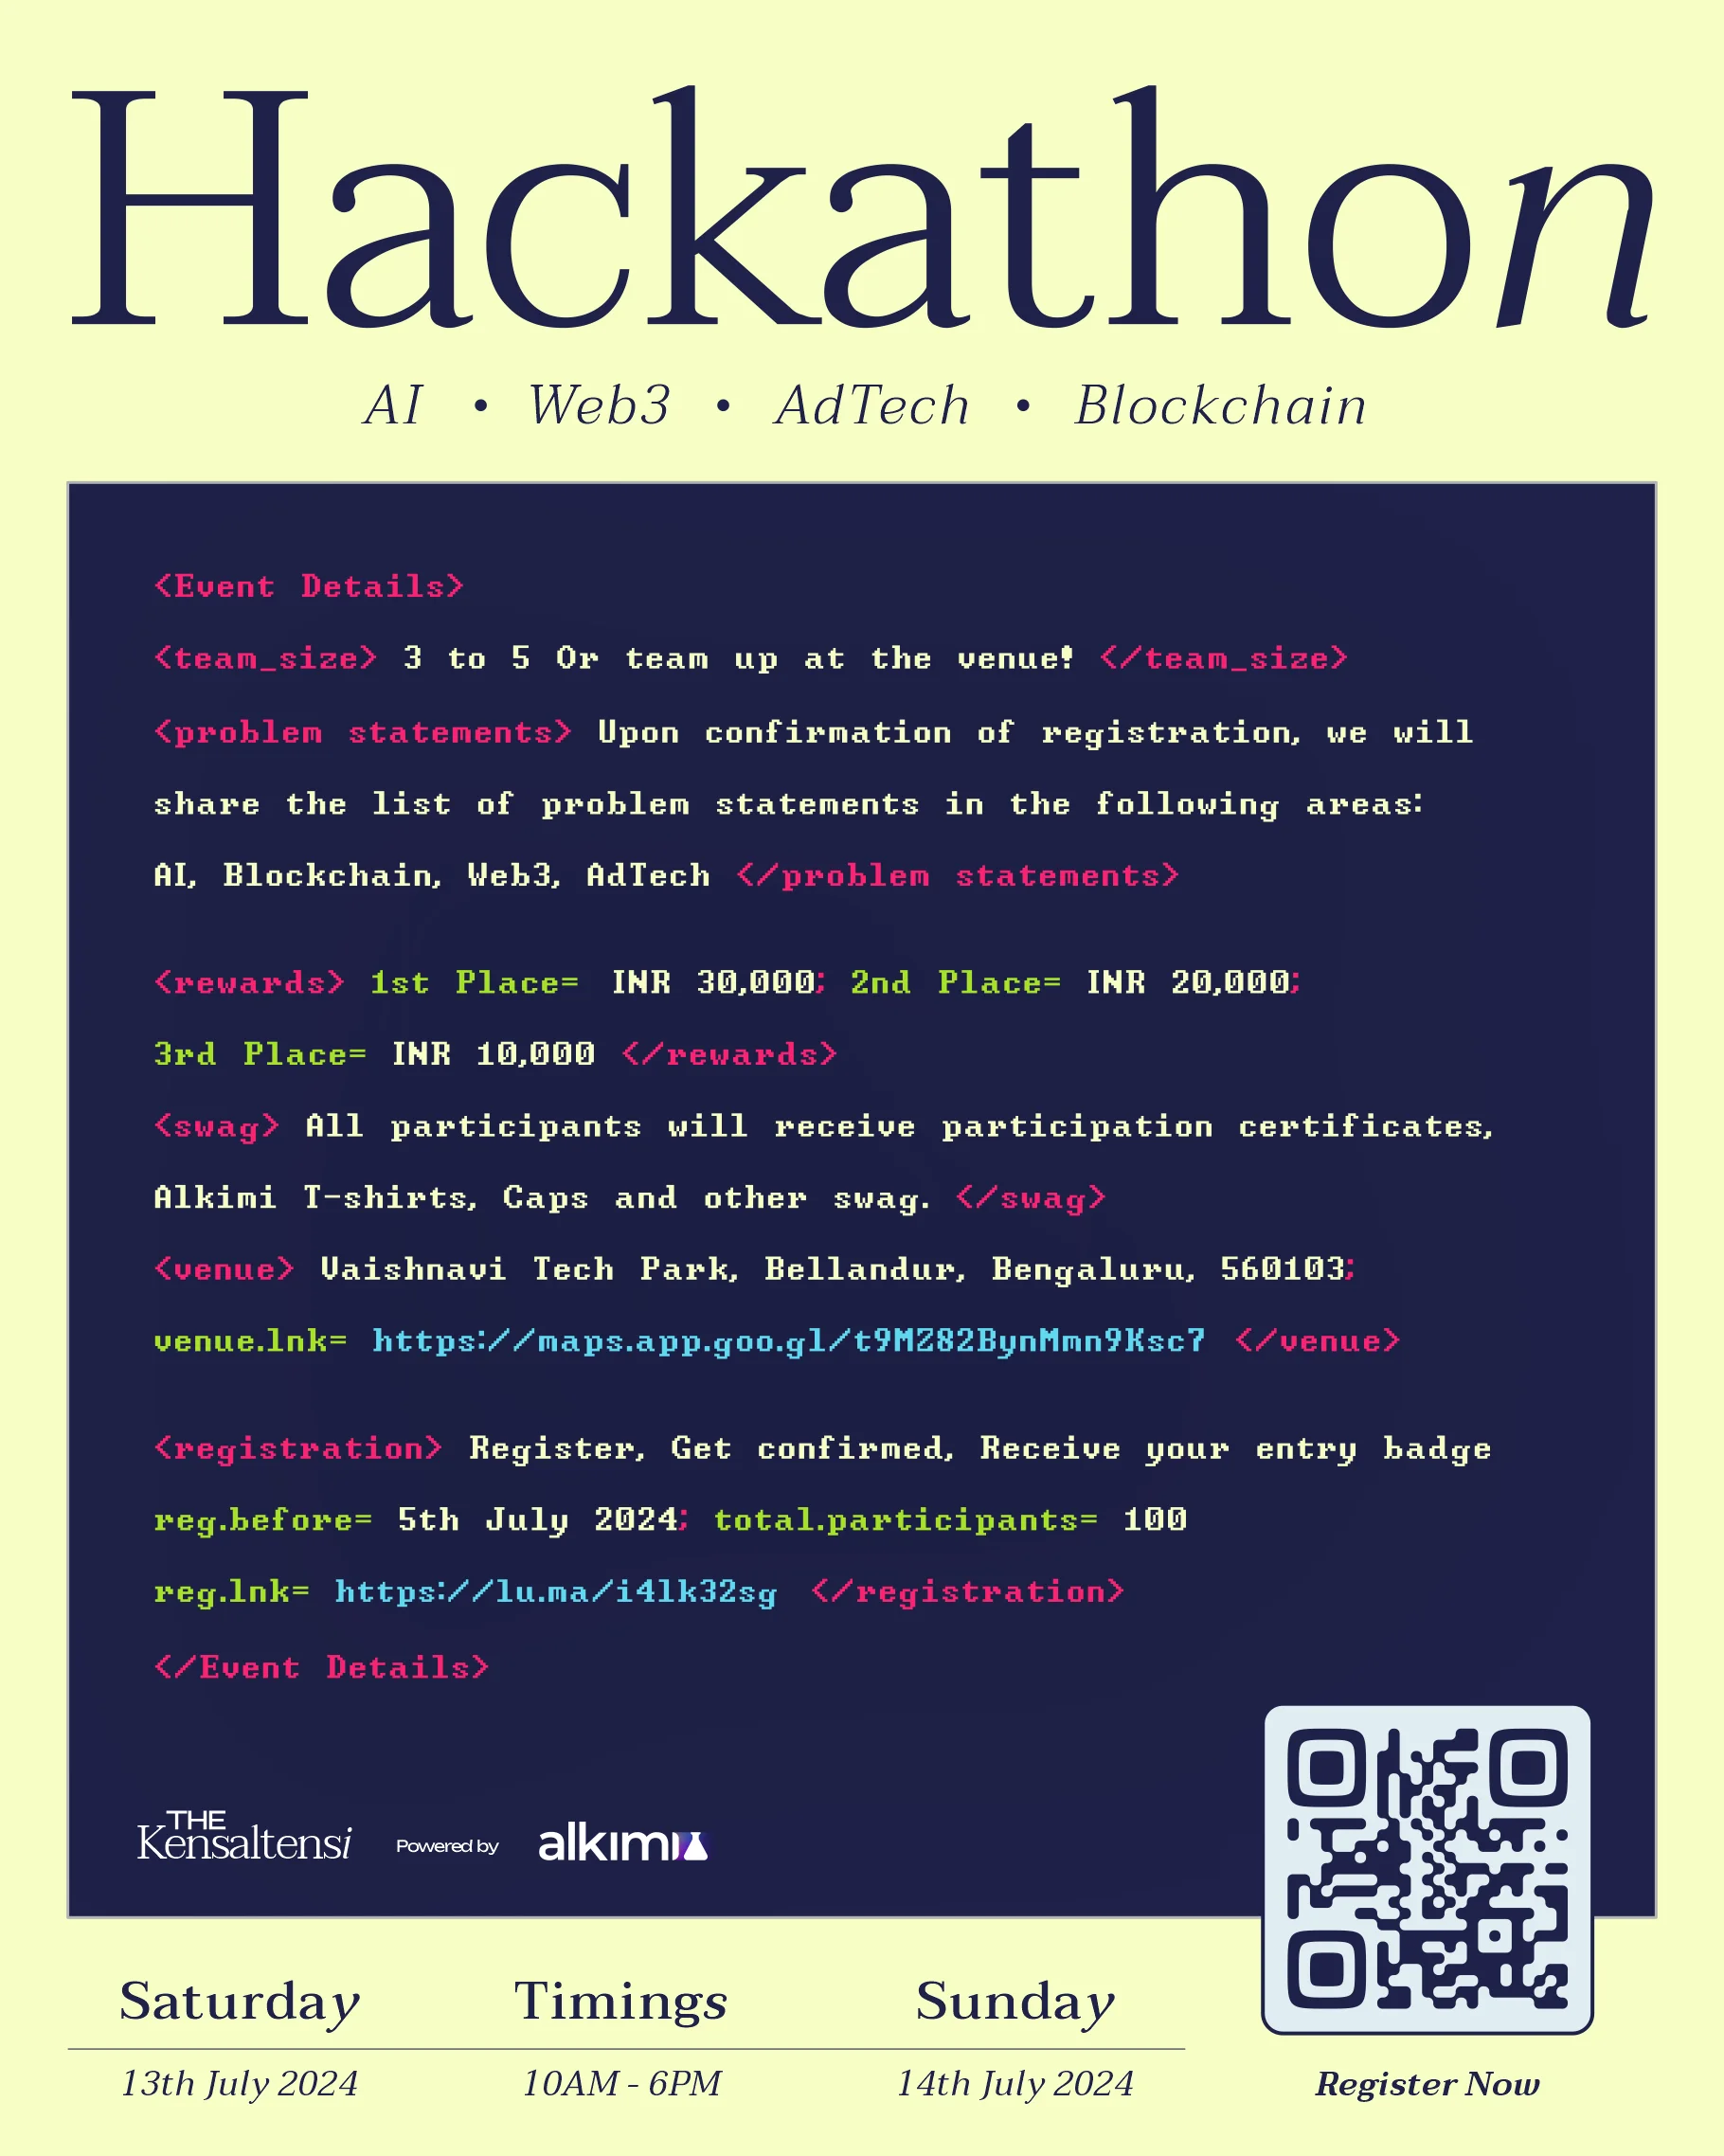 Hackathon
AI • Web3 • AdTech • Blockchain
<Event Details>
<team_size> 3 to 5 Or team up at the venue! </team_size>
<problem statements> Upon confirmation of registration, we will
share the list of problem statements in the following areas:
AI, Blockchain, Web3, AdTech </problem statements>
<rewards> 1st Place= INR 30,000; 2nd Place= INR 20,000;
3rd Place= INR 10,000 </rewards>
<swag> All participants will receive participation certificates,
Alkimi T-shirts, Caps and other swag. </swag>
<venue> Vaishnavi Tech Park, Bellandur, Bengaluru, 560103;
venue.lnk= https://maps.app.goo.gl/t9MZ82BynMmn9Ksc7 </venue>
<registration> Register, Get confirmed, Receive your entry badge
reg.before= 5th July 2024; total.participants= 100
reg.lnk= https://lu.ma/i4lk32sg </registration>
</Event Details>
THE
Kensaltensi Powered by alkimi
Saturday Timings Sunday
13th July 2024 10AM - 6PM 14th July 2024 Register Now